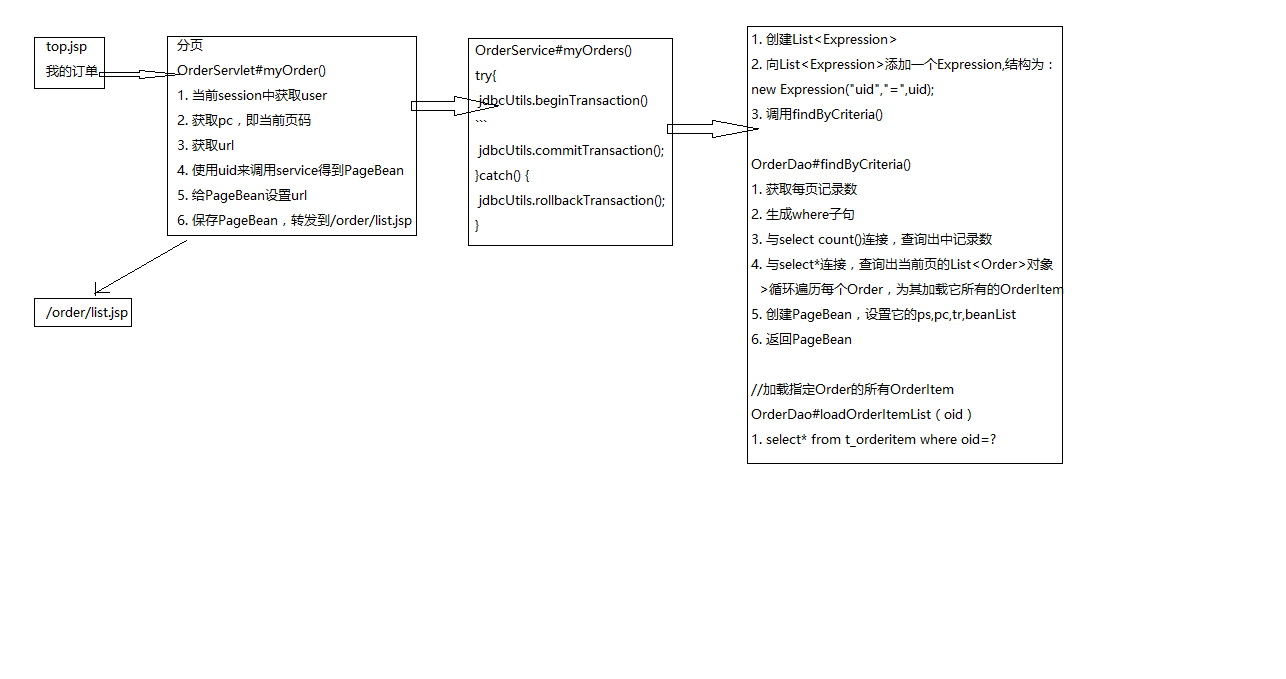 top.jsp
我的订单
分页
OrderServlet#myOrder()
1. 当前session中获取user
2. 获取pc，即当前页码
3. 获取url
4. 使用uid来调用service得到PageBean
5. 给PageBean设置url
6. 保存PageBean，转发到/order/list.jsp
/order/list.jsp
OrderService#myOrders()
try{
jdbcUtils.beginTransaction()
```
jdbcUtils.commitTransaction();
}catch() {
jdbcUtils.rollbackTransaction();
}
1. 创建List<Expression>
2. 向List<Expression>添加一个Expression,结构为：
new Expression("uid","=",uid);
3. 调用findByCriteria()
OrderDao#findByCriteria()
1. 获取每页记录数
2. 生成where子句
3. 与select count()连接，查询出中记录数
4. 与select*连接，查询出当前页的List<Order>对象
>循环遍历每个Order，为其加载它所有的OrderItem
5. 创建PageBean，设置它的ps,pc,tr,beanList
6. 返回PageBean
//加载指定Order的所有OrderItem
OrderDao#loadOrderItemList（oid）
1. select* from t_orderitem where oid=?